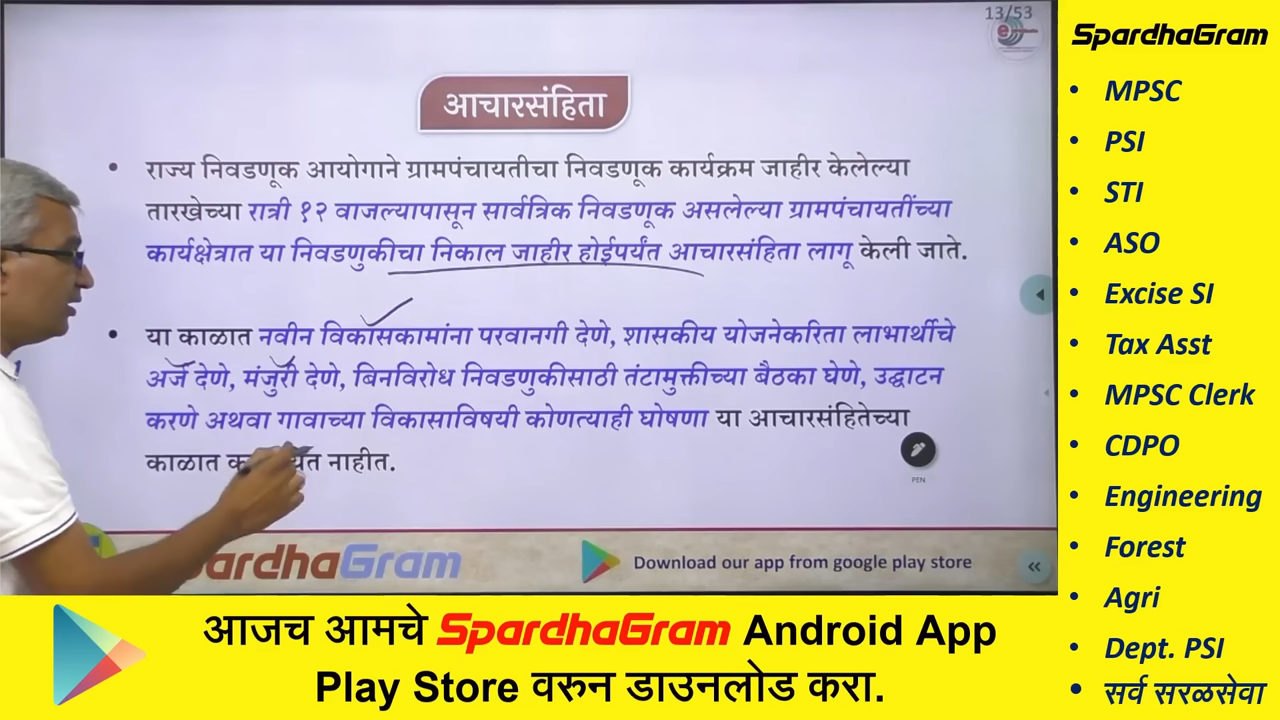 13/53
आचारसंहिता
• राज्य निवडणूक आयोगाने ग्रामपंचायतीचा निवडणूक कार्यक्रम जाहीर केलेल्या
तारखेच्या रात्री १२ वाजल्यापासून सार्वत्रिक निवडणूक असलेल्या ग्रामपंचायतींच्या
कार्यक्षेत्रात या निवडणुकीचा निकाल जाहीर होईपर्यंत आचारसंहिता लागू केली जाते.
• या काळात नवीन विकासकामांना परवानगी देणे, शासकीय योजनेकरिता लाभार्थीचे
अर्ज देणे, मंजुरी देणे, बिनविरोध निवडणुकीसाठी तंटामुक्तीच्या बैठका घेणे, उद्घाटन
करणे अथवा गावाच्या विकासाविषयी कोणत्याही घोषणा या आचारसंहितेच्या
काळात नाहीत.
PEN
ardhaGram Download our app from google play store
SpardhaGram
• MPSC
• PSI
• STI
• ASO
• Excise SI
• Tax Asst
• MPSC Clerk
• CDPO
• Engineering
• Forest
• Agri
• Dept. PSI
• सर्व सरळसेवा
आजच आमचे SpardhaGram Android App
Play Store वरुन डाउनलोड करा.